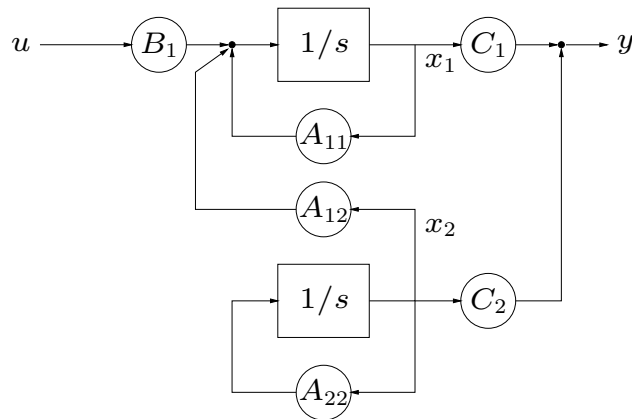 u B₁ 1/s x₁ C₁ y
A₁₁
A₁₂
x₂
1/s C₂
A₂₂